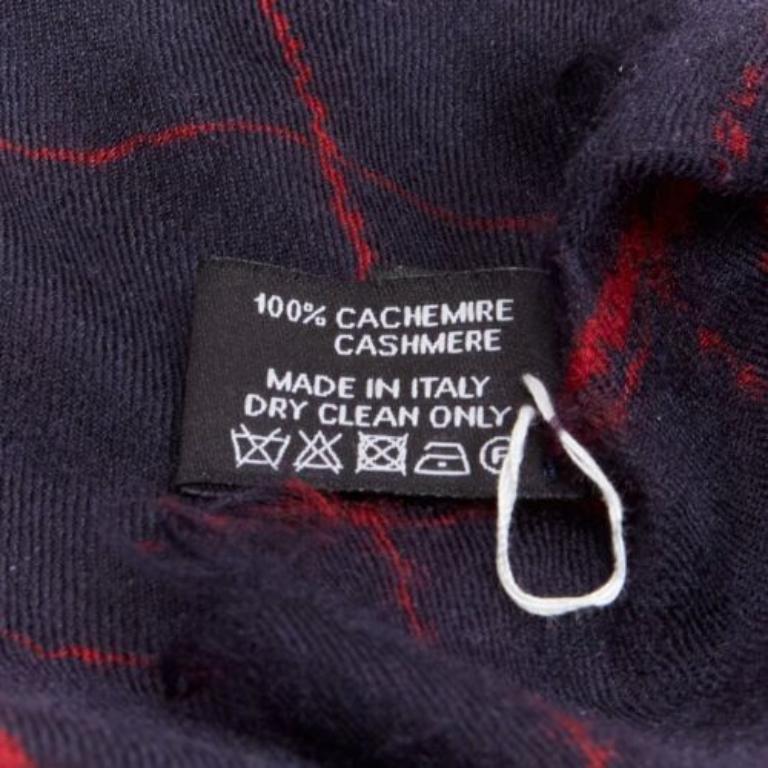 100% CACHEMIRE
CASHMERE
MADE IN ITALY
DRY CLEAN ONLY